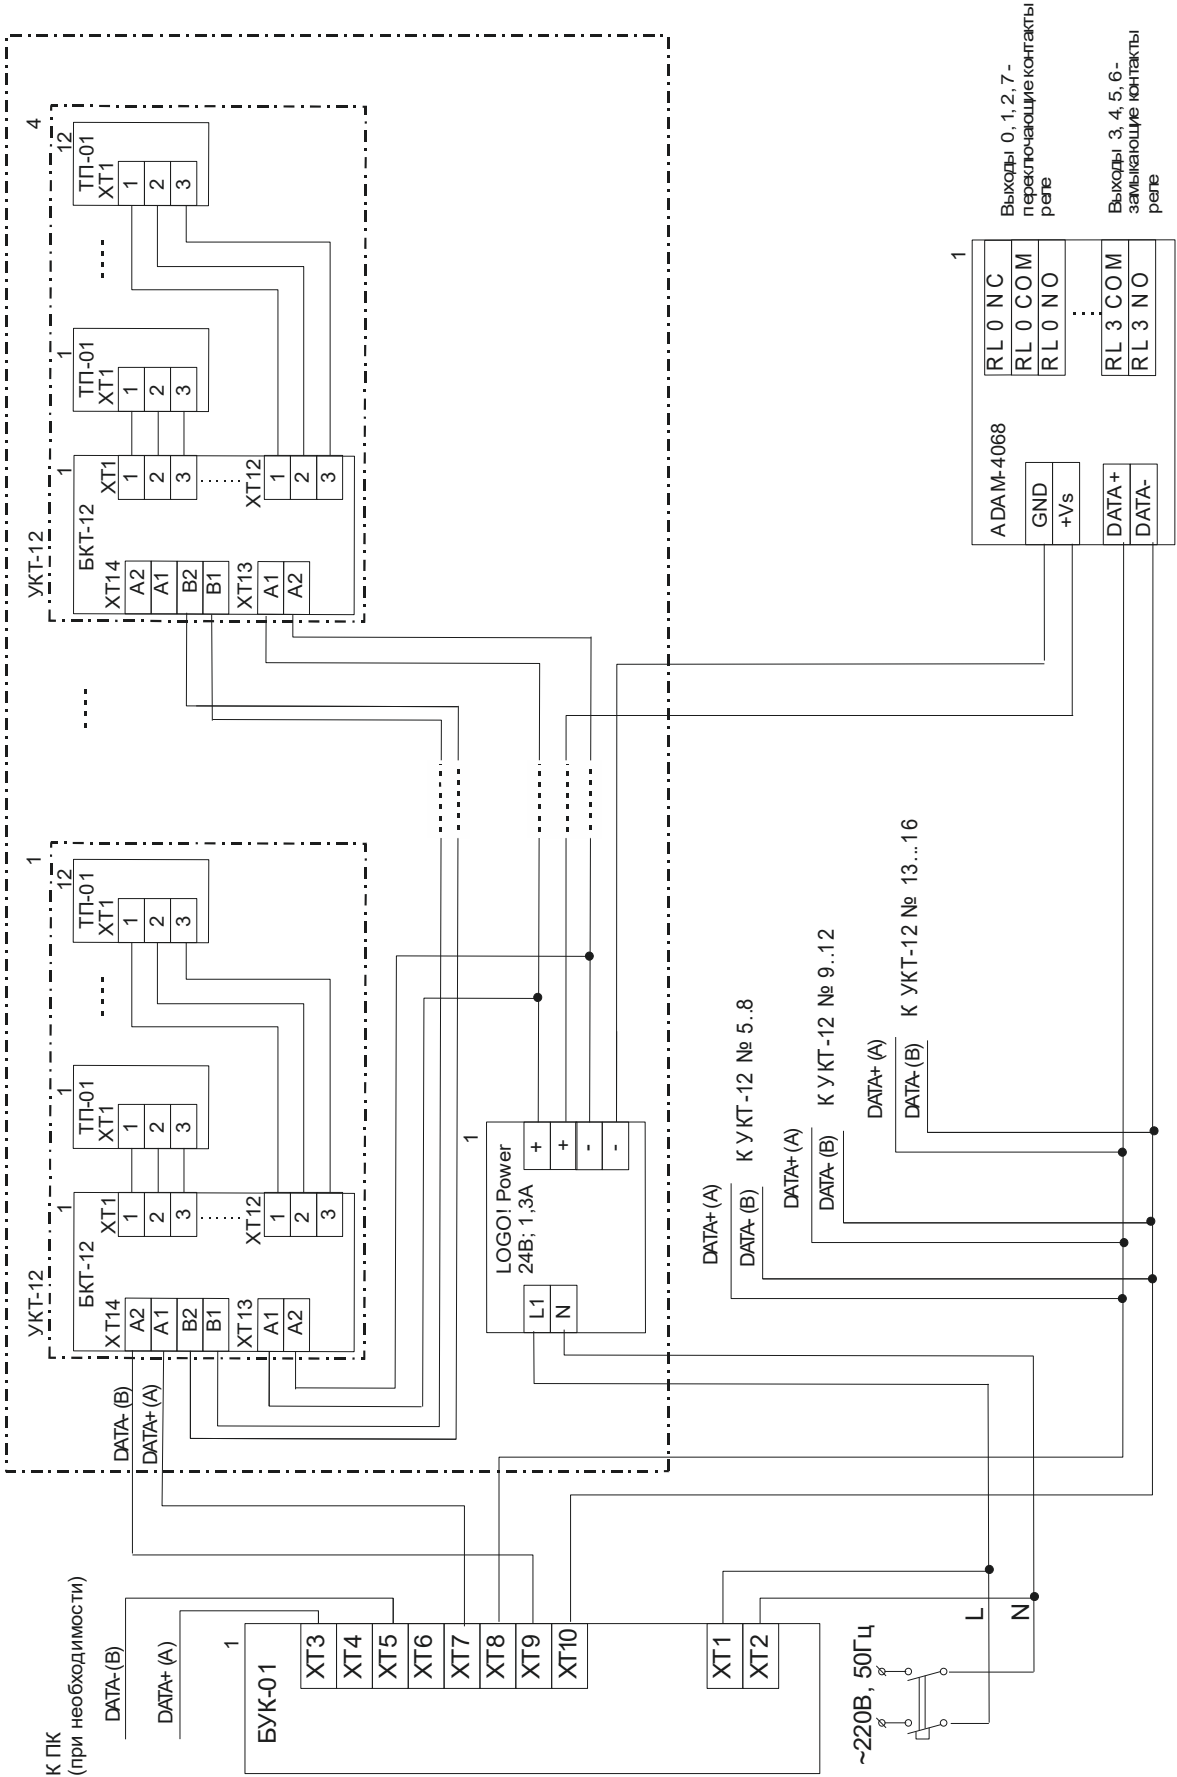 К ПК
(при необходимости)
DATA-(B)
DATA+(A)
1
БУК-01
XT3
XT4
XT5
XT6
XT7
XT8
XT9
XT10
XT1
XT2
~220В, 50Гц
L
N
DATA-(B)
DATA+(A)
УКТ-12
1
1
БКТ-12
XT14
A2
A1
B2
B1
XT13
A1
A2
XT1
1
2
3
XT12
1
2
3
1
ТП-01
XT1
1
2
3
12
ТП-01
XT1
1
2
3
УКТ-12
4
1
БКТ-12
XT14
A2
A1
B2
B1
XT13
A1
A2
XT1
1
2
3
XT12
1
2
3
1
ТП-01
XT1
1
2
3
12
ТП-01
XT1
1
2
3
1
LOGO! Power
24В; 1,3А
L1
N
+
+
-
-
DATA+(A)
DATA-(B)
К УКТ-12 № 5..8
DATA+(A)
DATA-(B)
К УКТ-12 № 9..12
DATA+(A)
DATA-(B)
К УКТ-12 № 13...16
1
ADAM-4068
GND
+Vs
DATA+
DATA-
RL0 NC
RL0 COM
RL0 NO
RL 3 COM
RL 3 NO
Выходы 0, 1, 2, 7 -
переключающие контакты
реле
Выходы 3, 4, 5, 6 -
замыкающие контакты
реле